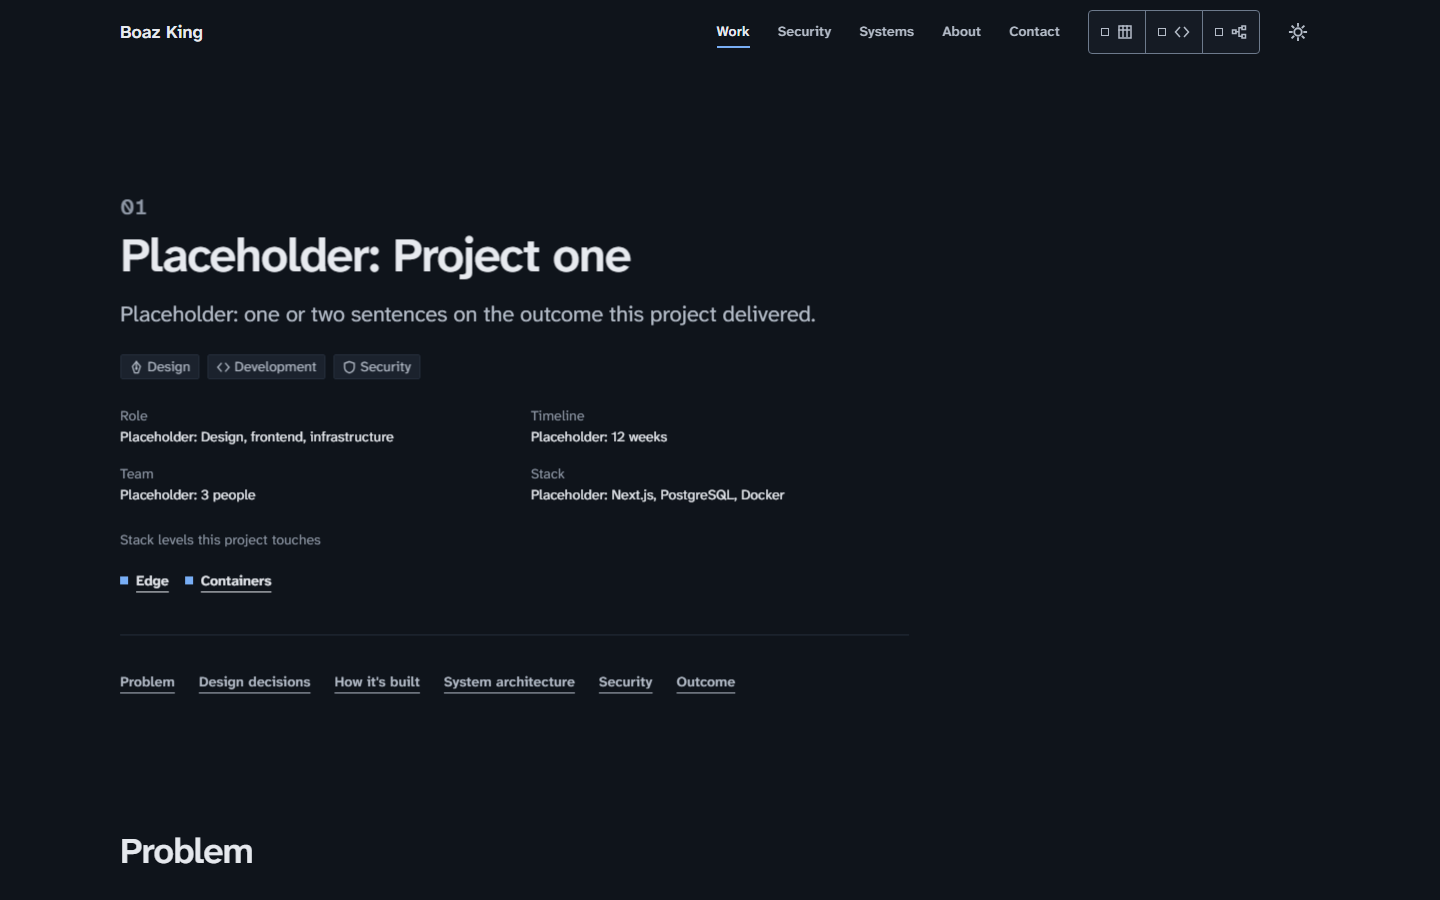 Boaz King
Work Security Systems About Contact
01
Placeholder: Project one
Placeholder: one or two sentences on the outcome this project delivered.
Design Development Security
Role
Placeholder: Design, frontend, infrastructure
Timeline
Placeholder: 12 weeks
Team
Placeholder: 3 people
Stack
Placeholder: Next.js, PostgreSQL, Docker
Stack levels this project touches
Edge Containers
Problem Design decisions How it's built System architecture Security Outcome
Problem